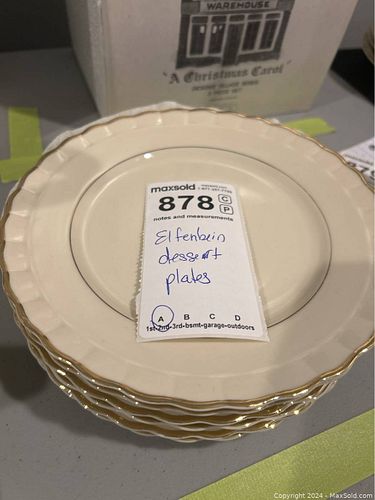 WAREHOUSE
"A Christmas Carol"
maxsold
878 C
P
notes and measurements
Elfenbein
dessert
plates
A B C D
1st-2nd-3rd-bsmt-garage-outdoors
Copyright 2024 - MaxSold.com